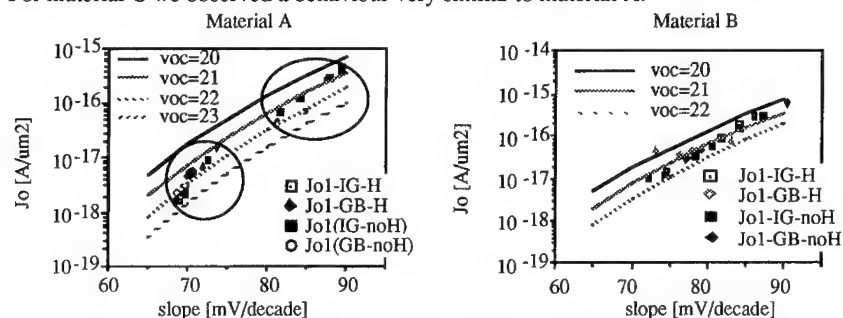 For material C we observed a behaviour very similar to material A.
Material A
10-15
10-16
10-17
10-18
10-19
Jo [A/um2]
voc=20
voc=21
voc=22
voc=23
Jo1-IG-H
Jo1-GB-H
Jo1(IG-noH)
Jo1(GB-noH)
70
80
90
slope [mV/decade]
Material B
10-14
10-15
10-16
10-17
10-18
10-19
Jo [A/um2]
voc=20
voc=21
voc=22
Jo1-IG-H
Jo1-GB-H
Jo1-IG-noH
Jo1-GB-noH
60
70
80
90
slope [mV/decade]